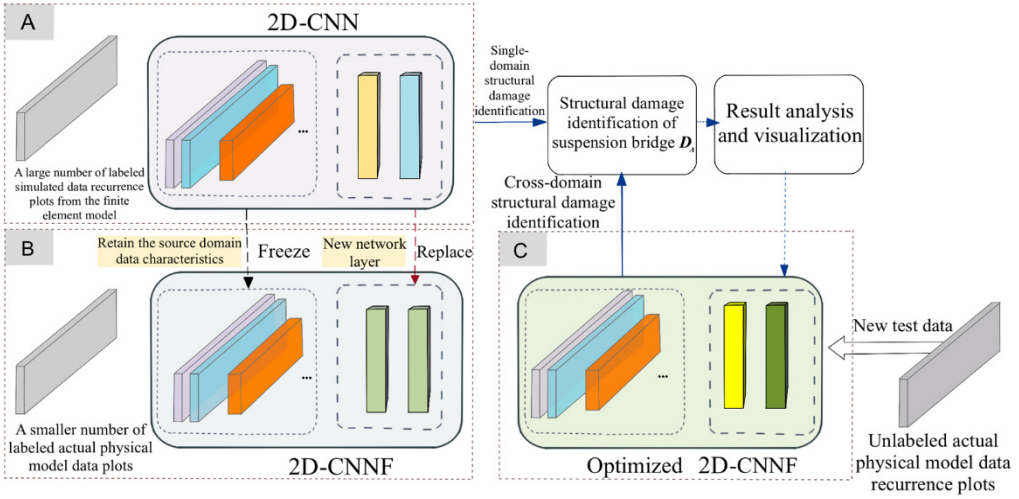 A
2D-CNN
...
A large number of labeled
simulated data recurrence
plots from the finite
element model
Single-
domain
structural
damage
identification
Structural damage
identification of
suspension bridge D_A
Result analysis
and visualization
Cross-domain
structural damage
identification
B
Retain the source domain
data characteristics
Freeze
New network
layer
Replace
...
A smaller number of
labeled actual physical
model data plots
2D-CNNF
C
...
New test data
Optimized 2D-CNNF
Unlabeled actual
physical model data
recurrence plots